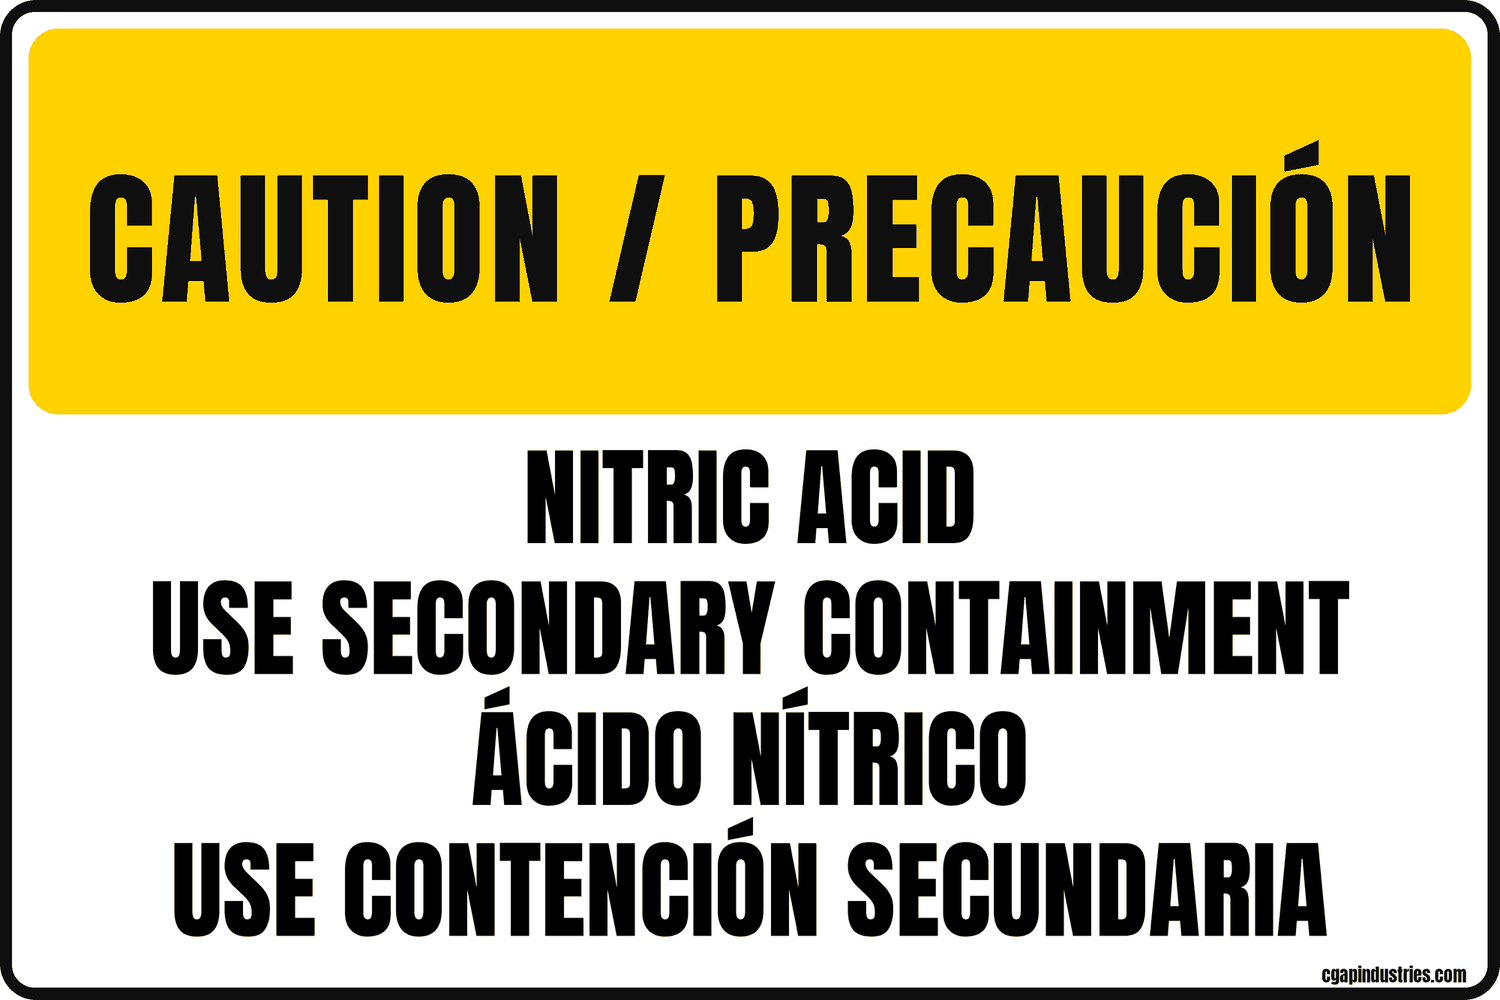 CAUTION / PRECAUCIÓN
NITRIC ACID
USE SECONDARY CONTAINMENT
ÁCIDO NÍTRICO
USE CONTENCIÓN SECUNDARIA
cgapindustries.com